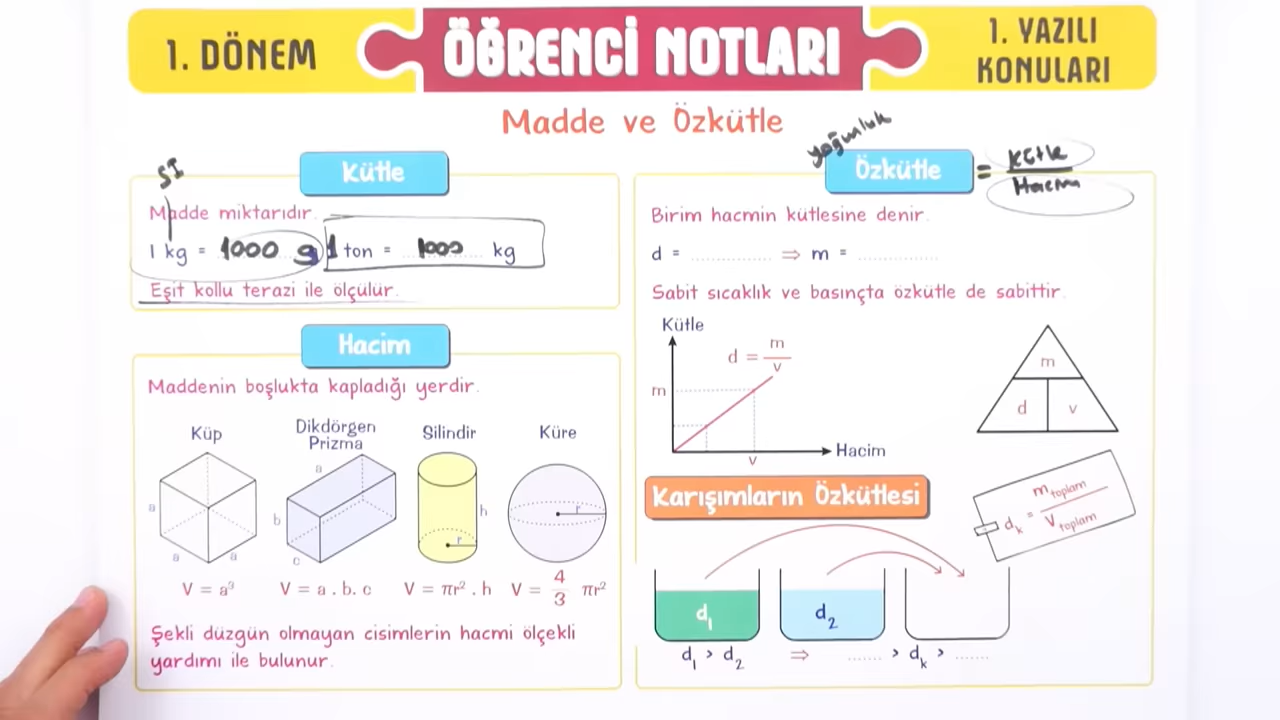 1. DÖNEM
ÖĞRENCİ NOTLARI
1. YAZILI
KONULARI
Madde ve Özkütle
SI
Kütle
Madde miktarıdır.
1 kg = 1000 g
1 ton = 1000 kg
Eşit kollu terazi ile ölçülür.
Hacim
Maddenin boşlukta kapladığı yerdir.
Küp
a
a
a
V = a³
Dikdörgen
Prizma
a
b
c
V = a . b. c
Silindir
h
r
V = πr² . h
Küre
r
V = 4/3 πr²
Şekli düzgün olmayan cisimlerin hacmi ölçekli
yardımı ile bulunur.
yoğunluk
Özkütle = Kütle
Hacim
Birim hacmin kütlesine denir.
d = .............. ⇒ m = ..............
Sabit sıcaklık ve basınçta özkütle de sabittir.
Kütle
d = m/v
m
v
Hacim
m
d v
Karışımların Özkütlesi
dₖ = m toplam / V toplam
d₁
d₂
d₁ > d₂ ⇒ ...... > dₖ > ......